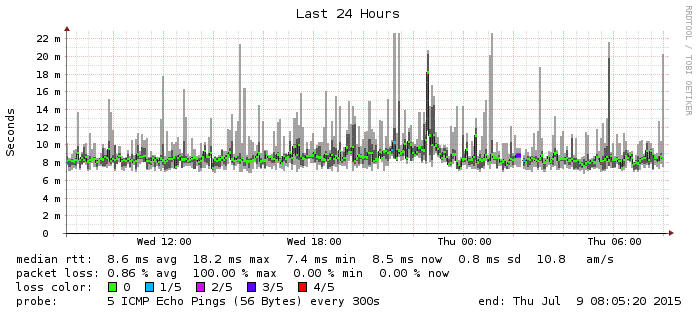 Last 24 Hours
RRDTOOL / TOBI OETIKER
Seconds
22 m
20 m
18 m
16 m
14 m
12 m
10 m
8 m
6 m
4 m
2 m
0
Wed 12:00 Wed 18:00 Thu 00:00 Thu 06:00
median rtt: 8.6 ms avg 18.2 ms max 7.4 ms min 8.5 ms now 0.8 ms sd 10.8 am/s
packet loss: 0.86 % avg 100.00 % max 0.00 % min 0.00 % now
loss color: 0 1/5 2/5 3/5 4/5
probe: 5 ICMP Echo Pings (56 Bytes) every 300s end: Thu Jul 9 08:05:20 2015